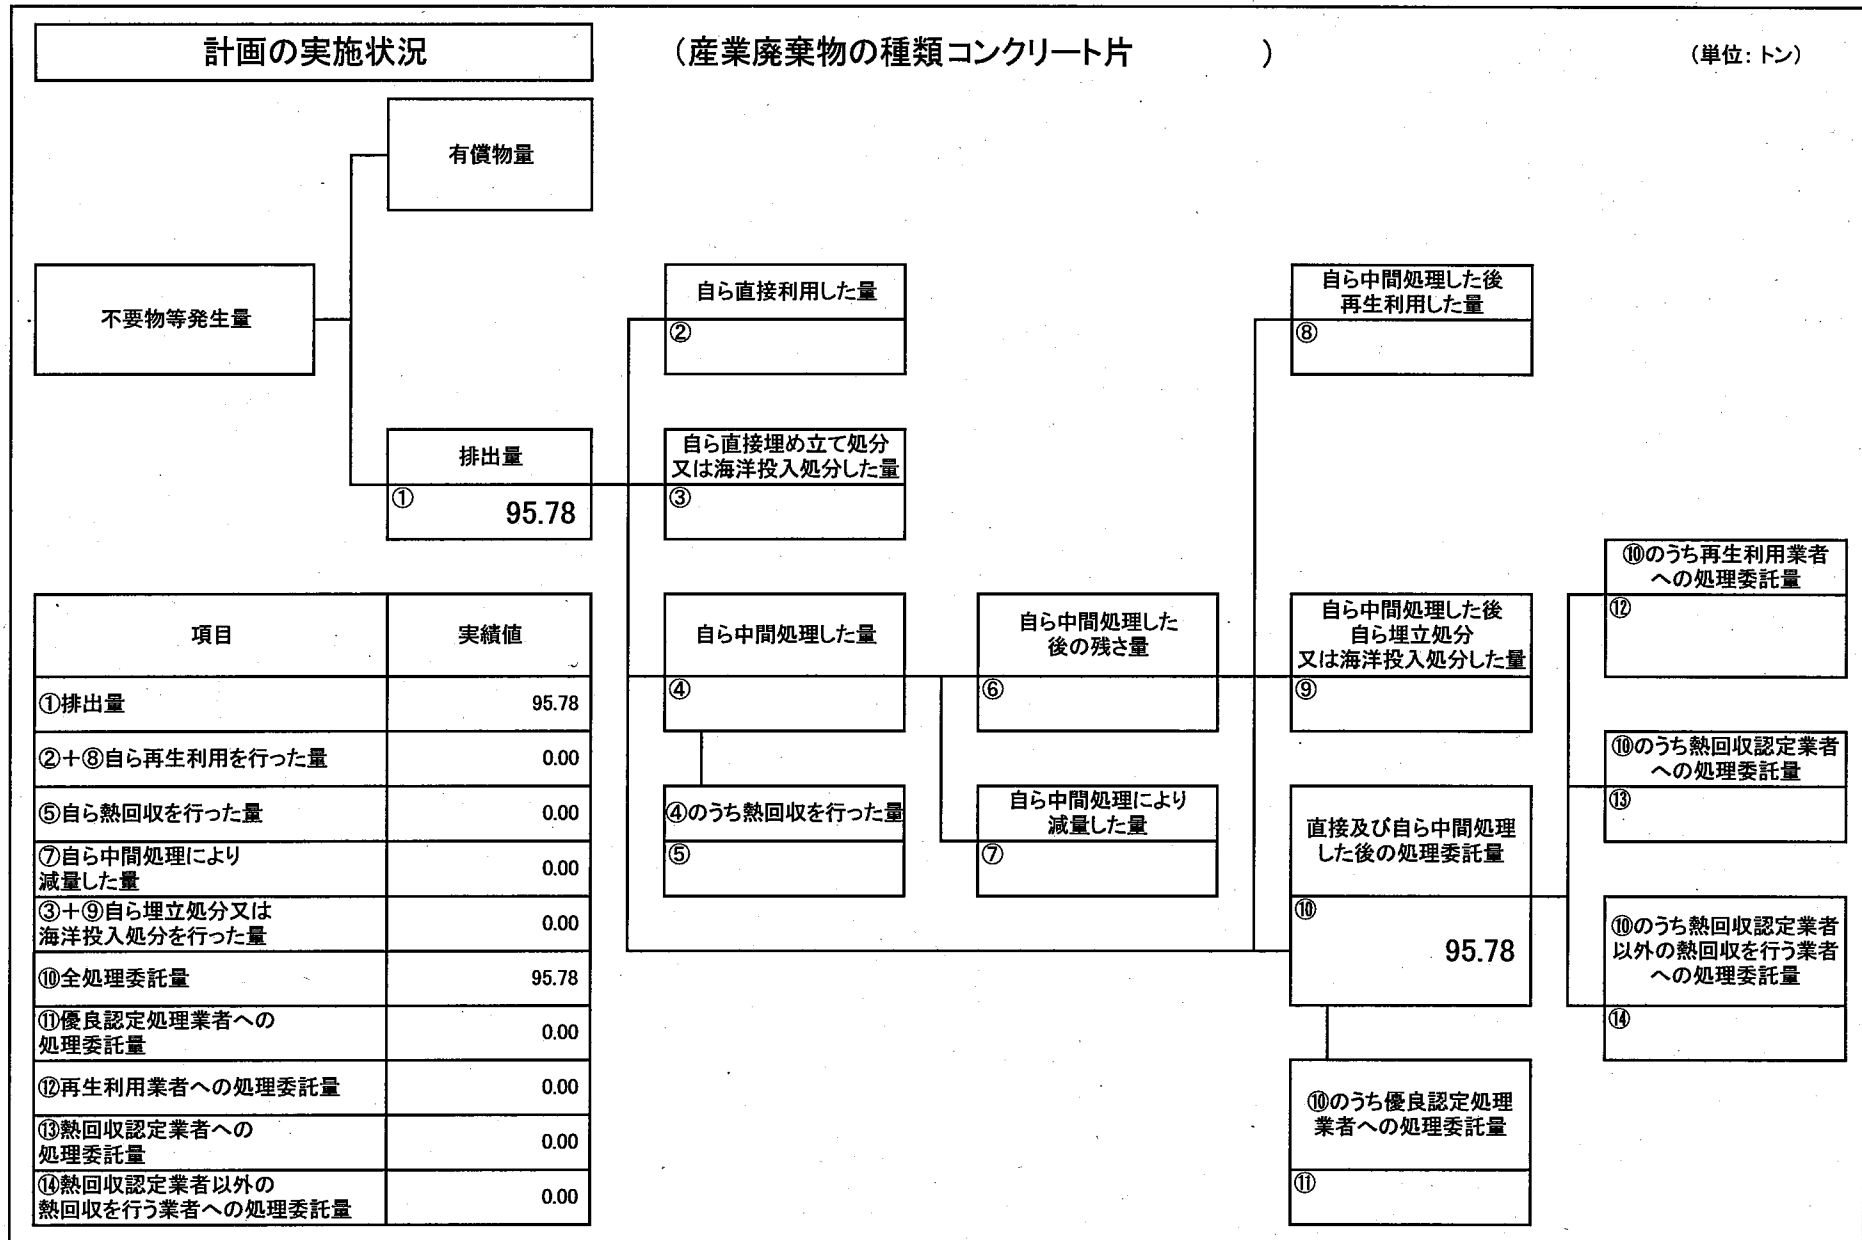 計画の実施状況
（産業廃棄物の種類コンクリート片　　　　　）
（単位：トン）
有償物量
不要物等発生量
自ら直接利用した量
②
自ら中間処理した後
再生利用した量
⑧
排出量
①
95.78
自ら直接埋め立て処分
又は海洋投入処分した量
③
自ら中間処理した量
④
自ら中間処理した
後の残さ量
⑥
自ら中間処理した後
自ら埋立処分
又は海洋投入処分した量
⑨
⑩のうち再生利用業者
への処理委託量
⑫
④のうち熱回収を行った量
⑤
自ら中間処理により
減量した量
⑦
直接及び自ら中間処理
した後の処理委託量
⑩
95.78
⑩のうち熱回収認定業者
への処理委託量
⑬
⑩のうち熱回収認定業者
以外の熱回収を行う業者
への処理委託量
⑭
⑩のうち優良認定処理
業者への処理委託量
⑪
項目 実績値
①排出量 95.78
②＋⑧自ら再生利用を行った量 0.00
⑤自ら熱回収を行った量 0.00
⑦自ら中間処理により
減量した量 0.00
③＋⑨自ら埋立処分又は
海洋投入処分を行った量 0.00
⑩全処理委託量 95.78
⑪優良認定処理業者への
処理委託量 0.00
⑫再生利用業者への処理委託量 0.00
⑬熱回収認定業者への
処理委託量 0.00
⑭熱回収認定業者以外の
熱回収を行う業者への処理委託量 0.00